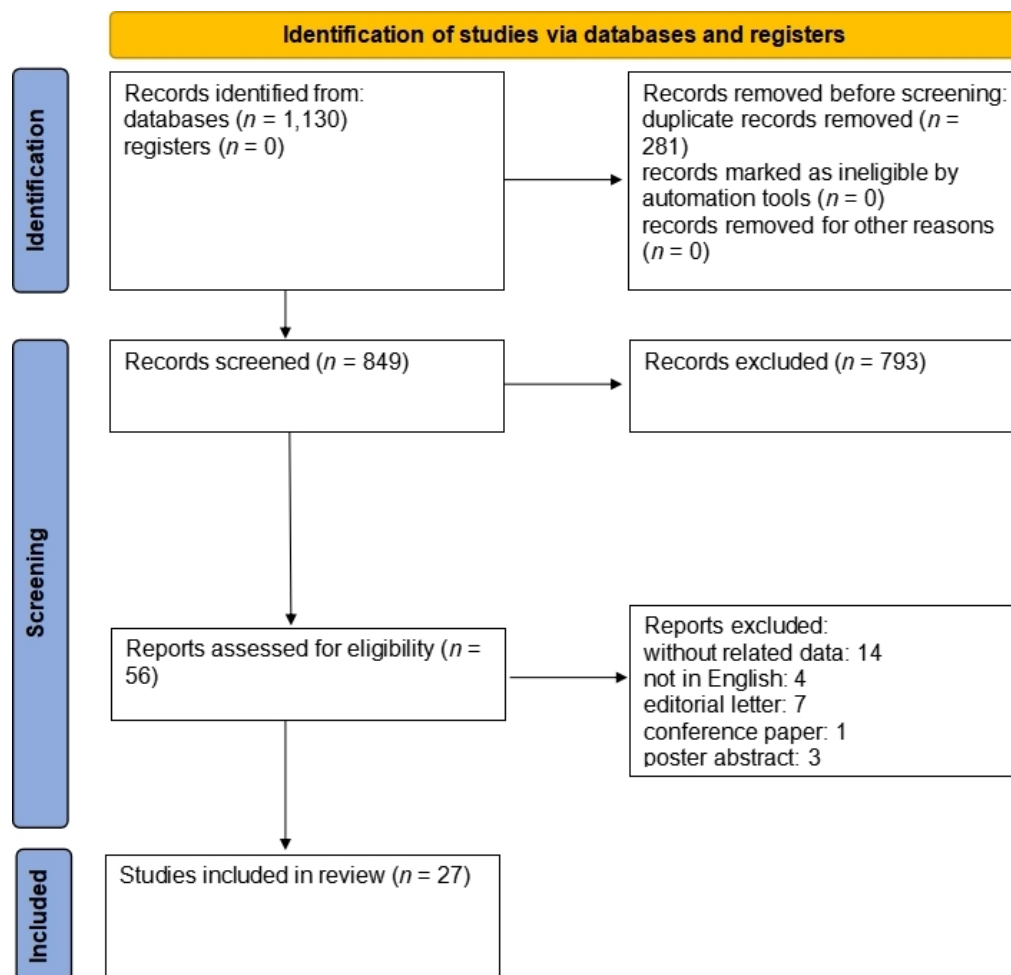 Identification of studies via databases and registers
Identification
Records identified from:
databases (n = 1,130)
registers (n = 0)
Records removed before screening:
duplicate records removed (n =
281)
records marked as ineligible by
automation tools (n = 0)
records removed for other reasons
(n = 0)
Screening
Records screened (n = 849)
Records excluded (n = 793)
Reports assessed for eligibility (n =
56)
Reports excluded:
without related data: 14
not in English: 4
editorial letter: 7
conference paper: 1
poster abstract: 3
Included
Studies included in review (n = 27)